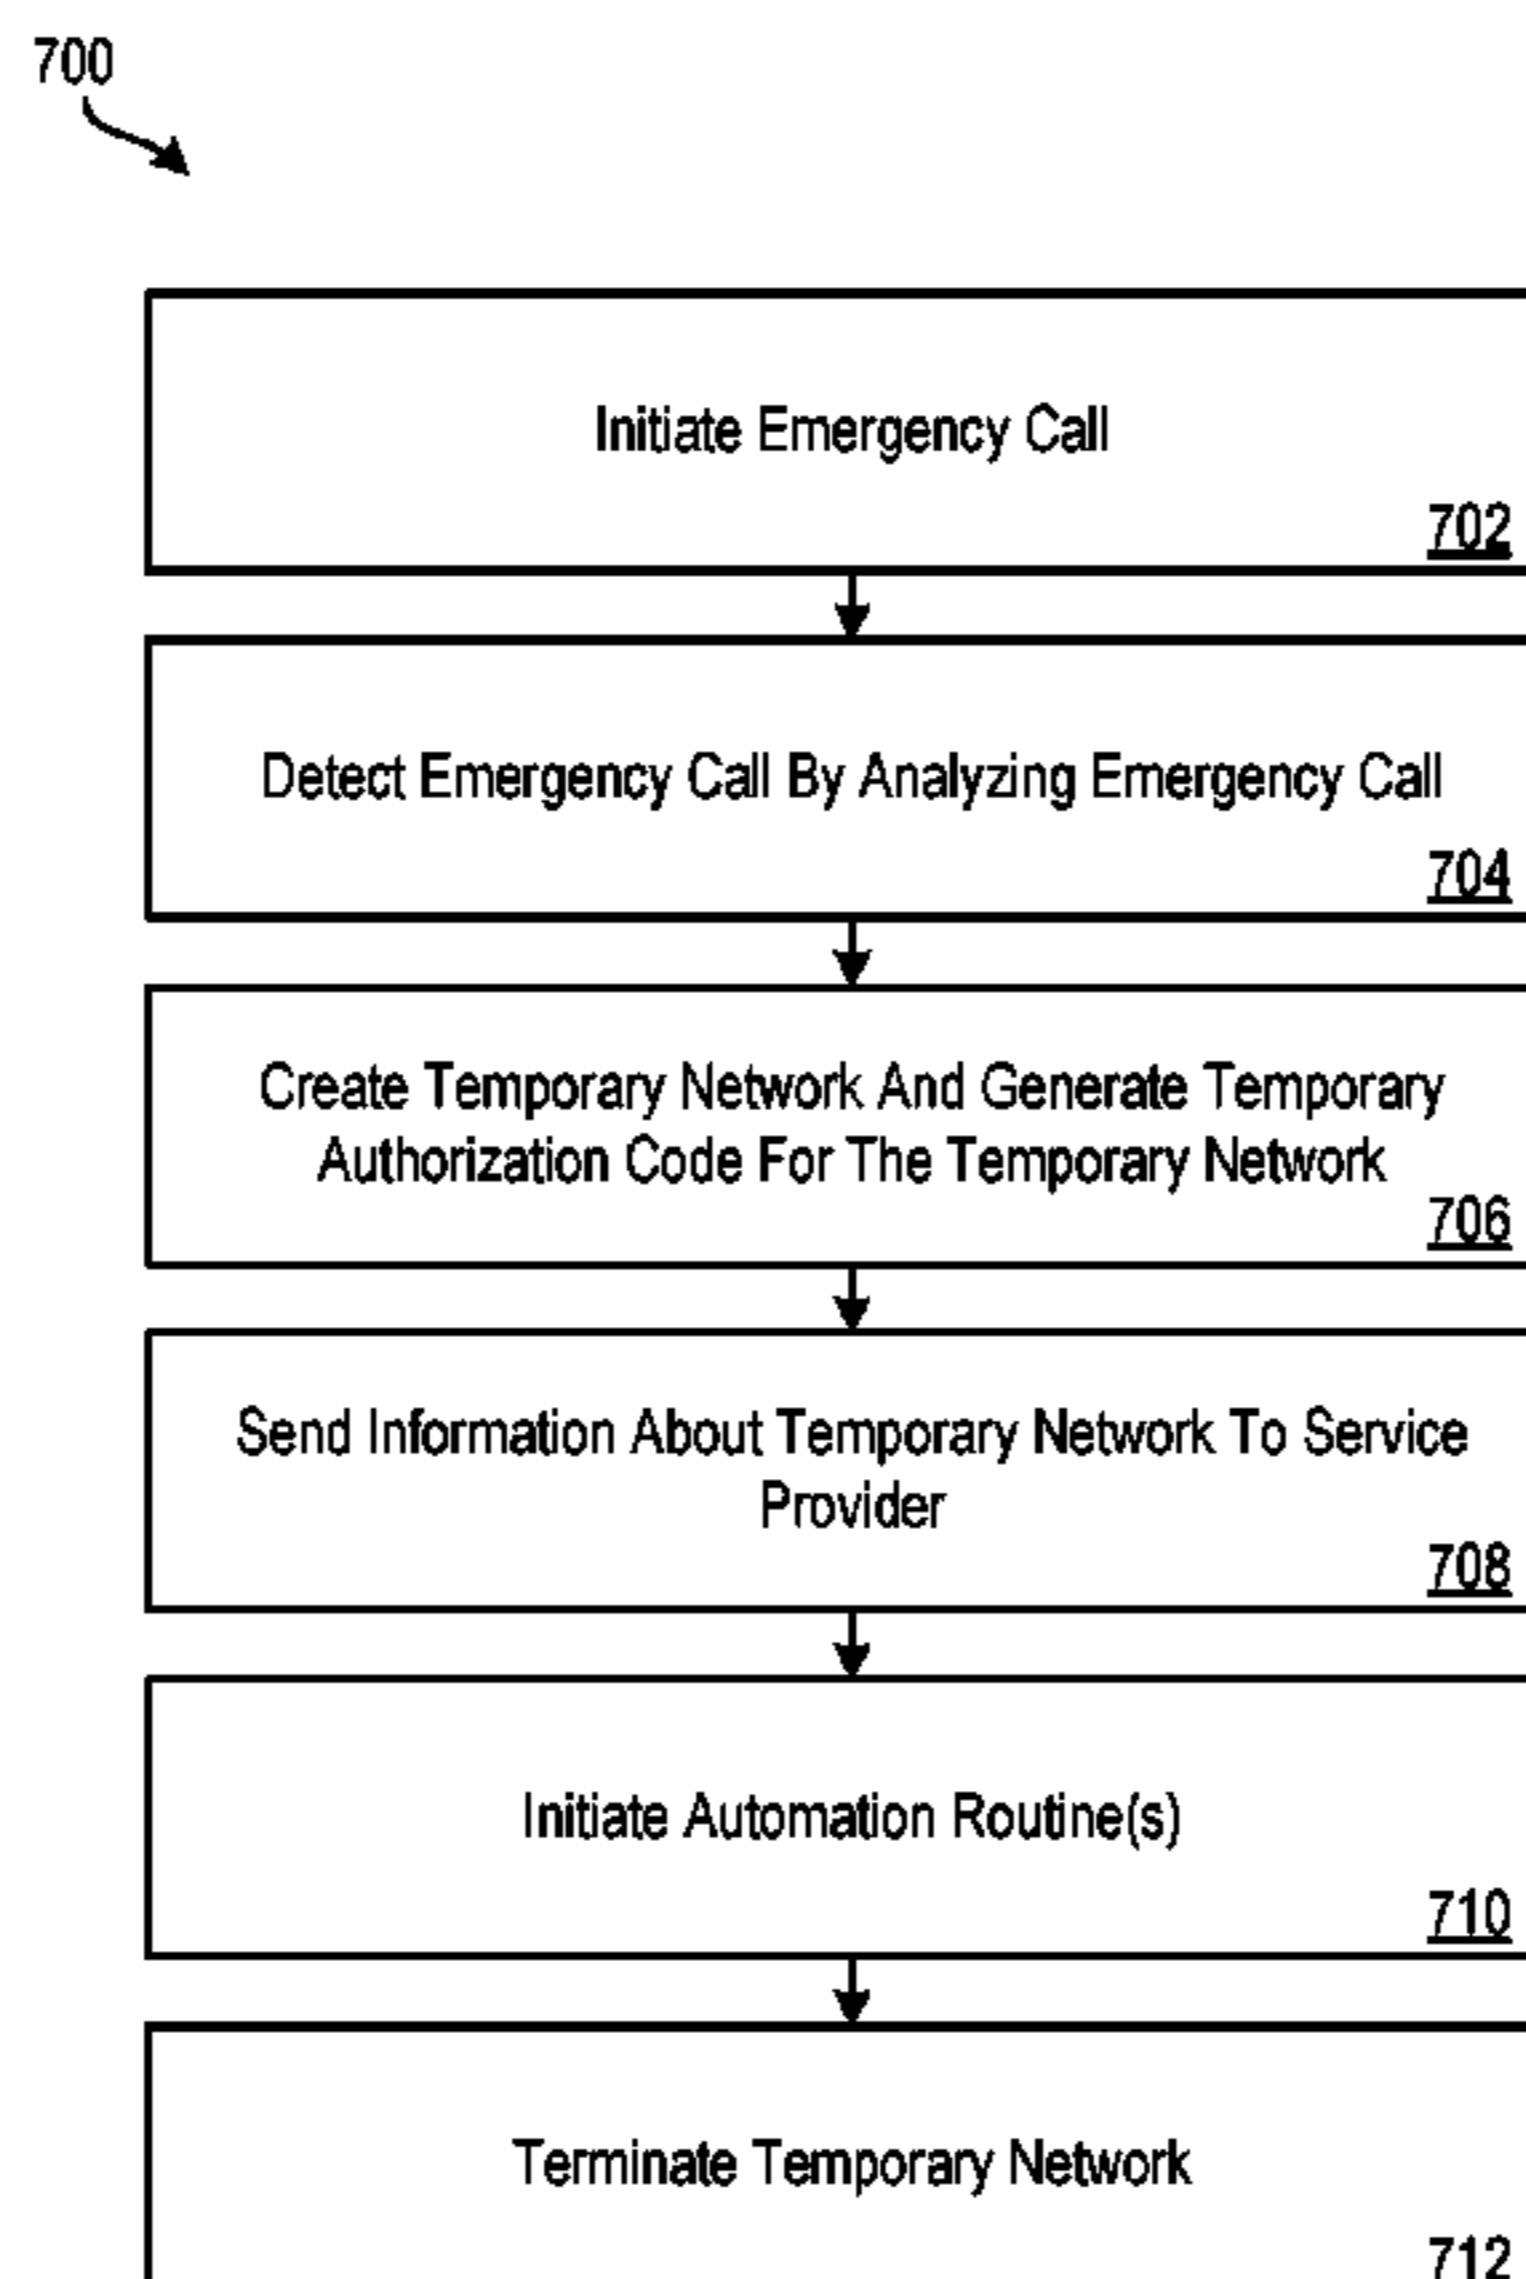 700
Initiate Emergency Call
702
Detect Emergency Call By Analyzing Emergency Call
704
Create Temporary Network And Generate Temporary
Authorization Code For The Temporary Network
706
Send Information About Temporary Network To Service
Provider
708
Initiate Automation Routine(s)
710
Terminate Temporary Network
712